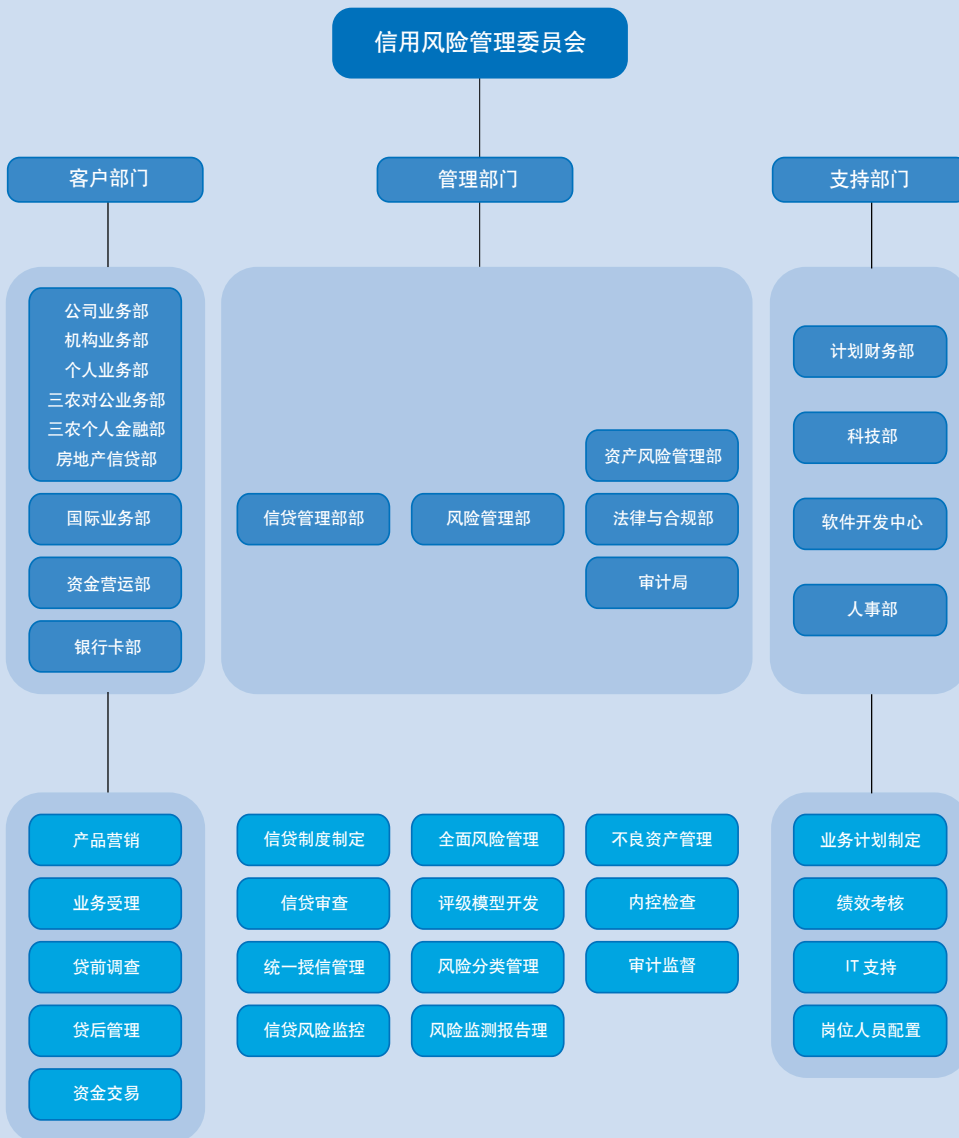 信用风险管理委员会
客户部门
管理部门
支持部门
公司业务部
机构业务部
个人业务部
三农对公业务部
三农个人金融部
房地产信贷部
国际业务部
资金营运部
银行卡部
信贷管理部部
风险管理部
资产风险管理部
法律与合规部
审计局
计划财务部
科技部
软件开发中心
人事部
产品营销
业务受理
贷前调查
贷后管理
资金交易
信贷制度制定
信贷审查
统一授信管理
信贷风险监控
全面风险管理
评级模型开发
风险分类管理
风险监测报告理
不良资产管理
内控检查
审计监督
业务计划制定
绩效考核
IT 支持
岗位人员配置